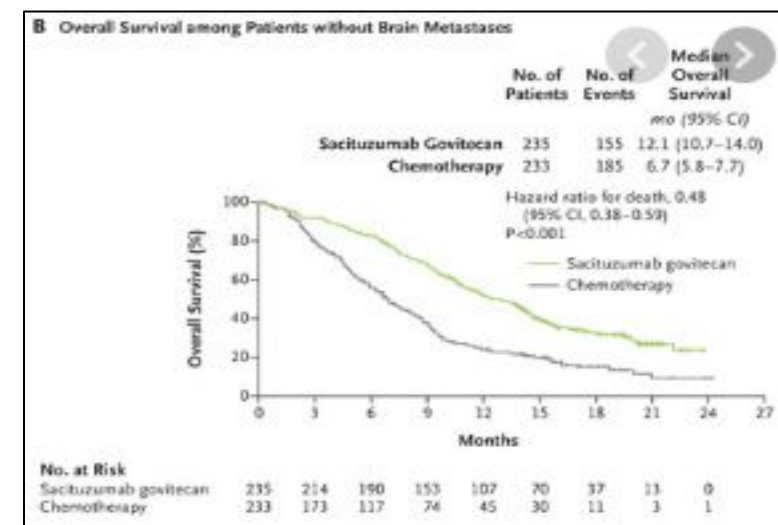 B Overall Survival among Patients without Brain Metastases
No. of Patients No. of Events Median Overall Survival
mo (95% CI)
Sacituzumab Govitecan 235 155 12.1 (10.7–14.0)
Chemotherapy 233 185 6.7 (5.8–7.7)
Hazard ratio for death, 0.48
(95% CI, 0.38–0.59)
P<0.001
Sacituzumab govitecan
Chemotherapy
Overall Survival (%)
100
80
60
40
20
0
0 3 6 9 12 15 18 21 24 27
Months
No. at Risk
Sacituzumab govitecan 235 214 190 153 107 70 37 13 0
Chemotherapy 233 173 117 74 45 30 11 3 1